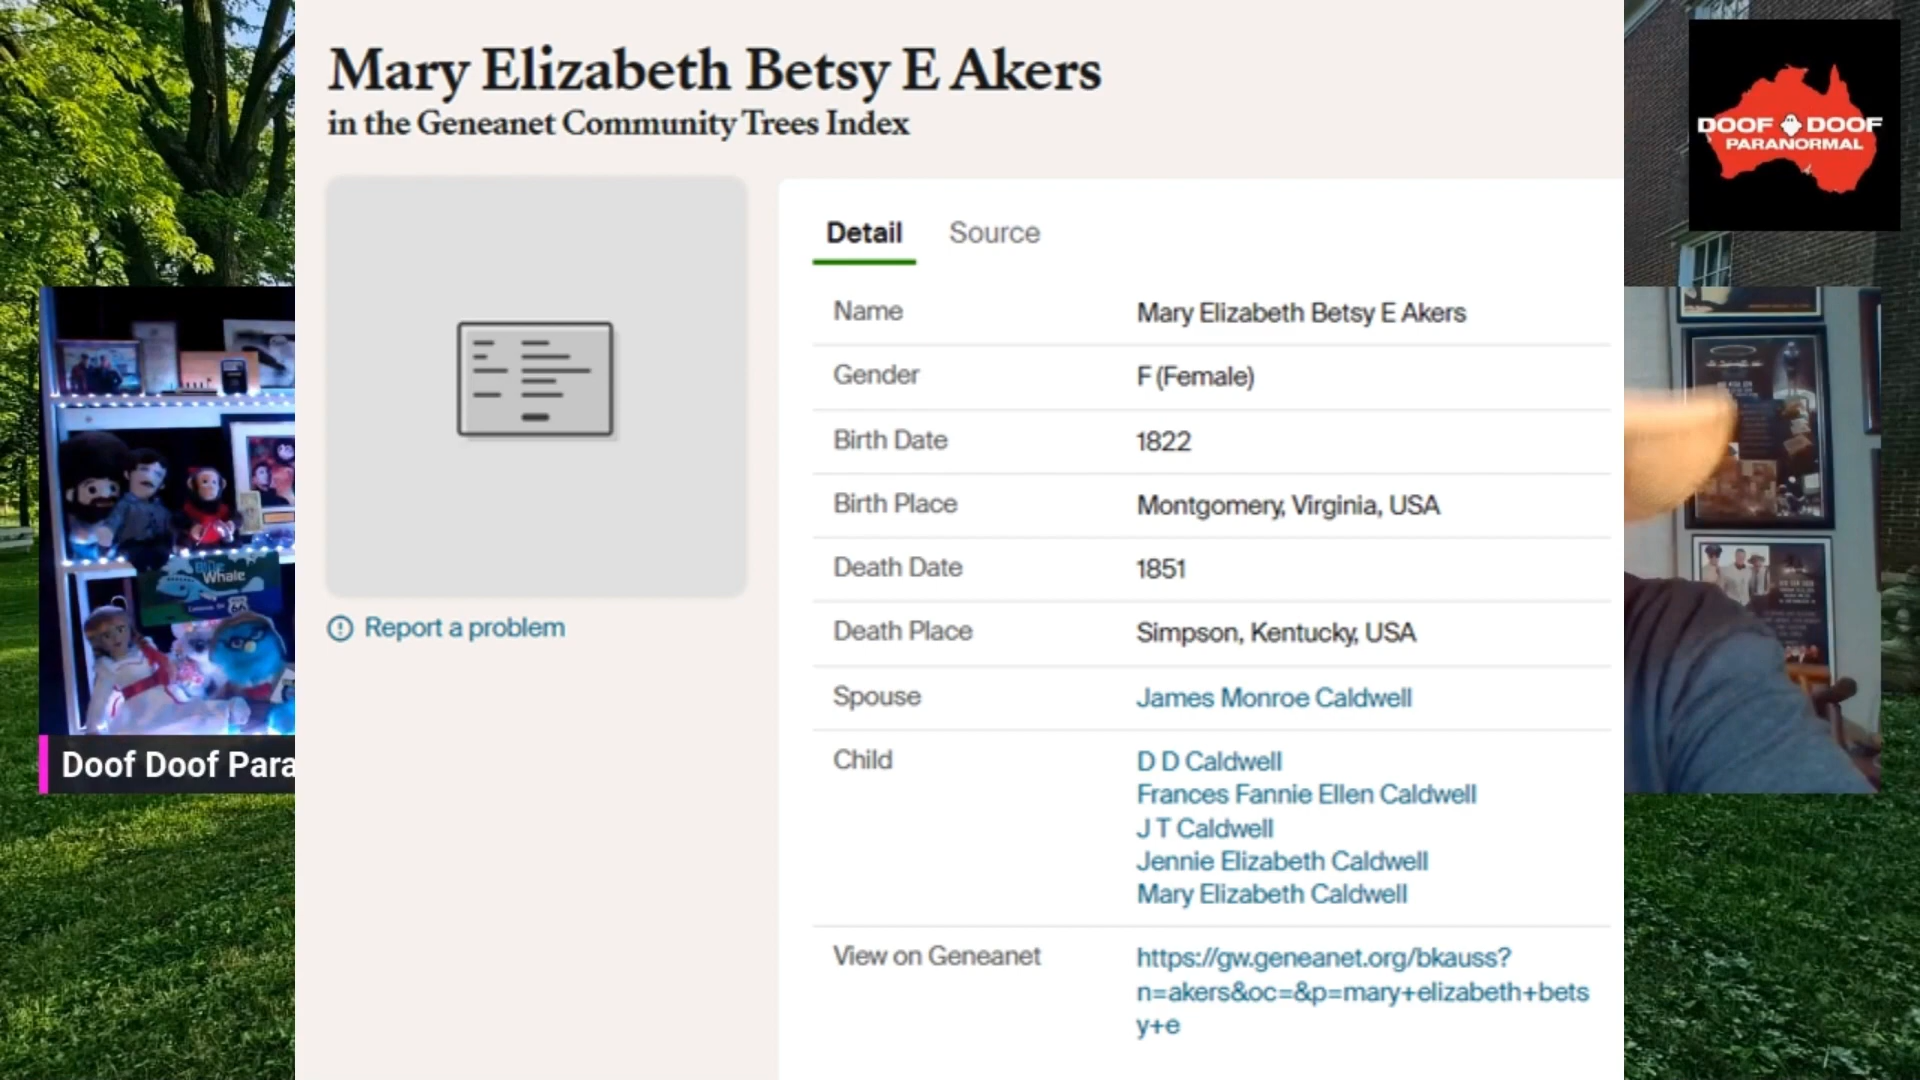 Mary Elizabeth Betsy E Akers
in the Geneanet Community Trees Index
DOOF DOOF
PARANORMAL
Detail
Source
Name
Mary Elizabeth Betsy E Akers
Gender
F (Female)
Birth Date
1822
Birth Place
Montgomery, Virginia, USA
Death Date
1851
Death Place
Simpson, Kentucky, USA
Spouse
James Monroe Caldwell
Child
D D Caldwell
Frances Fannie Ellen Caldwell
J T Caldwell
Jennie Elizabeth Caldwell
Mary Elizabeth Caldwell
View on Geneanet
https://gw.geneanet.org/bkauss?
n=akers&oc=&p=mary+elizabeth+bets
y+e
Report a problem
Blue
Whale
66
Doof Doof Para